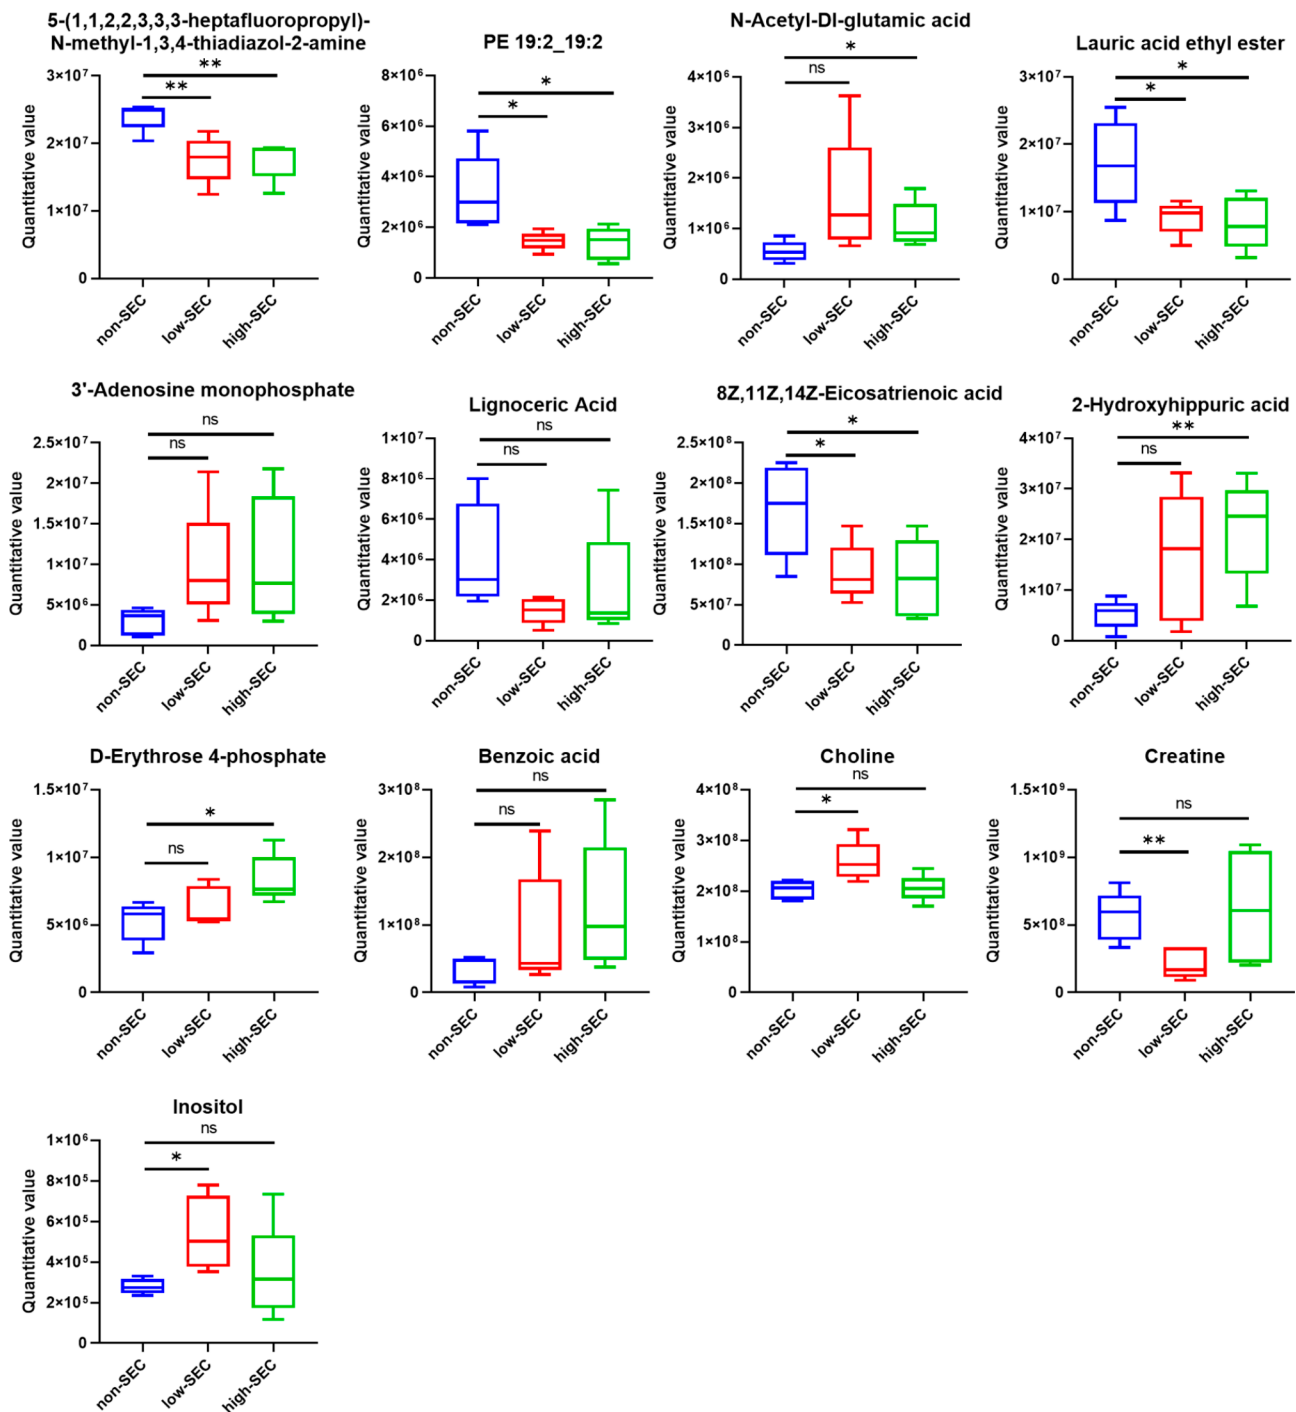 5-(1,1,2,2,3,3,3-heptafluoropropyl)-
N-methyl-1,3,4-thiadiazol-2-amine
Quantitative value
3×10⁷
2×10⁷
1×10⁷
0
**
**
non-SEC
low-SEC
high-SEC
PE 19:2_19:2
Quantitative value
8×10⁶
6×10⁶
4×10⁶
2×10⁶
0
*
*
non-SEC
low-SEC
high-SEC
N-Acetyl-Dl-glutamic acid
Quantitative value
4×10⁶
3×10⁶
2×10⁶
1×10⁶
0
*
ns
non-SEC
low-SEC
high-SEC
Lauric acid ethyl ester
Quantitative value
3×10⁷
2×10⁷
1×10⁷
0
*
*
non-SEC
low-SEC
high-SEC
3'-Adenosine monophosphate
Quantitative value
2.5×10⁷
2×10⁷
1.5×10⁷
1×10⁷
5×10⁶
0
ns
ns
non-SEC
low-SEC
high-SEC
Lignoceric Acid
Quantitative value
1×10⁷
8×10⁶
6×10⁶
4×10⁶
2×10⁶
0
ns
ns
non-SEC
low-SEC
high-SEC
8Z,11Z,14Z-Eicosatrienoic acid
Quantitative value
2.5×10⁸
2×10⁸
1.5×10⁸
1×10⁸
5×10⁷
0
*
*
non-SEC
low-SEC
high-SEC
2-Hydroxyhippuric acid
Quantitative value
4×10⁷
3×10⁷
2×10⁷
1×10⁷
0
**
ns
non-SEC
low-SEC
high-SEC
D-Erythrose 4-phosphate
Quantitative value
1.5×10⁷
1×10⁷
5×10⁶
0
*
ns
non-SEC
low-SEC
high-SEC
Benzoic acid
Quantitative value
3×10⁸
2×10⁸
1×10⁸
0
ns
ns
non-SEC
low-SEC
high-SEC
Choline
Quantitative value
4×10⁸
3×10⁸
2×10⁸
1×10⁸
0
ns
*
non-SEC
low-SEC
high-SEC
Creatine
Quantitative value
1.5×10⁹
1×10⁹
5×10⁸
0
ns
**
non-SEC
low-SEC
high-SEC
Inositol
Quantitative value
1×10⁶
8×10⁵
6×10⁵
4×10⁵
2×10⁵
0
ns
*
non-SEC
low-SEC
high-SEC